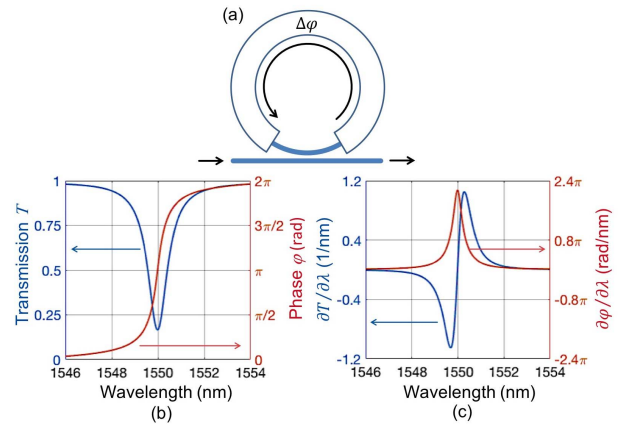 (a)
Δφ
Transmission T
1
0.75
0.5
0.25
0
2π
3π/2
π
π/2
0
Phase φ (rad)
1546 1548 1550 1552 1554
Wavelength (nm)
(b)
∂T/∂λ (1/nm)
1.2
0.4
-0.4
-1.2
2.4π
0.8π
-0.8π
-2.4π
∂φ/∂λ (rad/nm)
1546 1548 1550 1552 1554
Wavelength (nm)
(c)